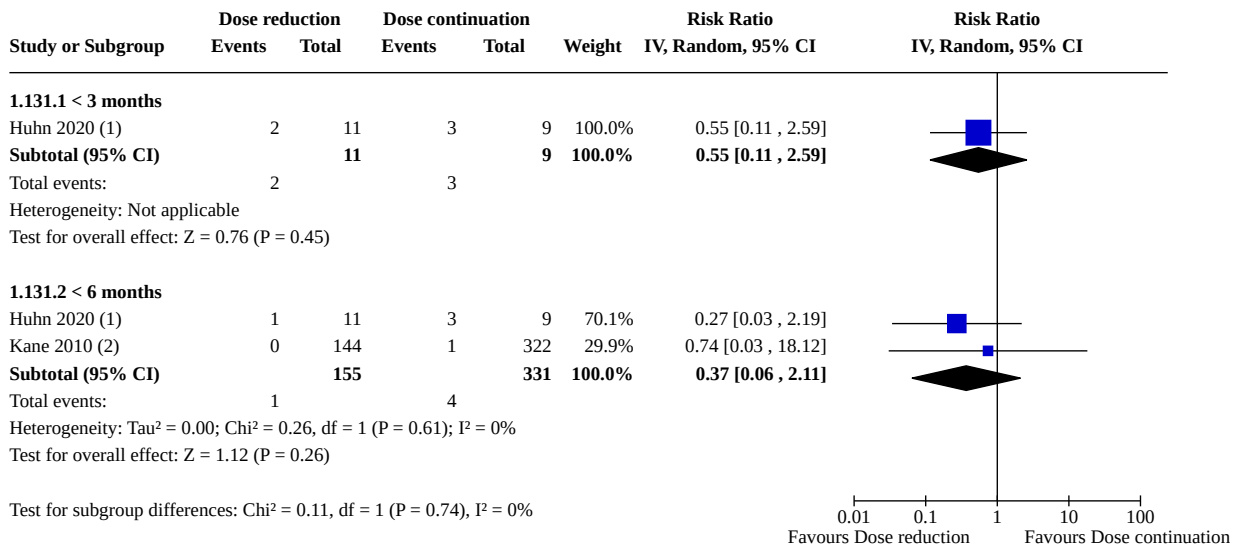 Dose reduction Dose continuation Risk Ratio Risk Ratio
Study or Subgroup Events Total Events Total Weight IV, Random, 95% CI IV, Random, 95% CI
1.131.1 < 3 months
Huhn 2020 (1) 2 11 3 9 100.0% 0.55 [0.11 , 2.59]
Subtotal (95% CI) 11 9 100.0% 0.55 [0.11 , 2.59]
Total events: 2 3
Heterogeneity: Not applicable
Test for overall effect: Z = 0.76 (P = 0.45)
1.131.2 < 6 months
Huhn 2020 (1) 1 11 3 9 70.1% 0.27 [0.03 , 2.19]
Kane 2010 (2) 0 144 1 322 29.9% 0.74 [0.03 , 18.12]
Subtotal (95% CI) 155 331 100.0% 0.37 [0.06 , 2.11]
Total events: 1 4
Heterogeneity: Tau² = 0.00; Chi² = 0.26, df = 1 (P = 0.61); I² = 0%
Test for overall effect: Z = 1.12 (P = 0.26)
Test for subgroup differences: Chi² = 0.11, df = 1 (P = 0.74), I² = 0%
0.01 0.1 1 10 100
Favours Dose reduction Favours Dose continuation